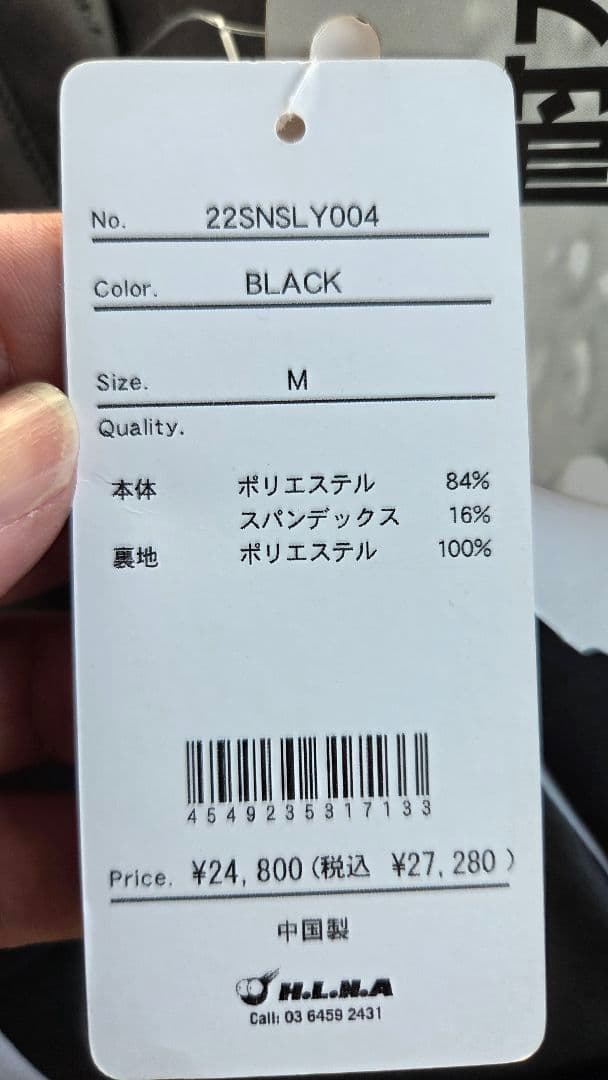 No. 22SNSLY004
Color. BLACK
Size. M
Quality.
本体 ポリエステル 84%
スパンデックス 16%
裏地 ポリエステル 100%
4549235317133
Price. ¥24,800(税込 ¥27,280)
中国製
H.L.N.A
Call: 03 6459 2431